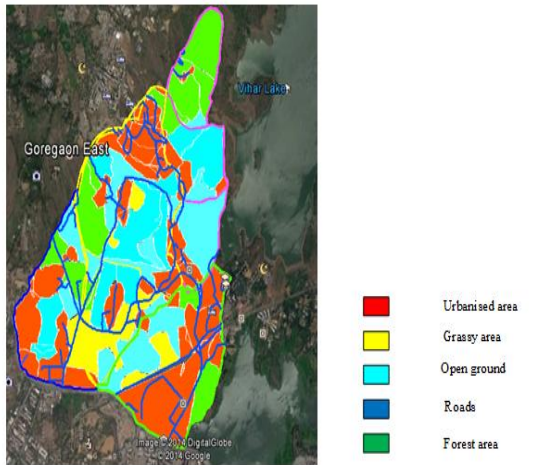 Vihar Lake
Goregaon East
Urbanised area
Grassy area
Open ground
Roads
Forest area
Image © 2014 DigitalGlobe
© 2014 Google